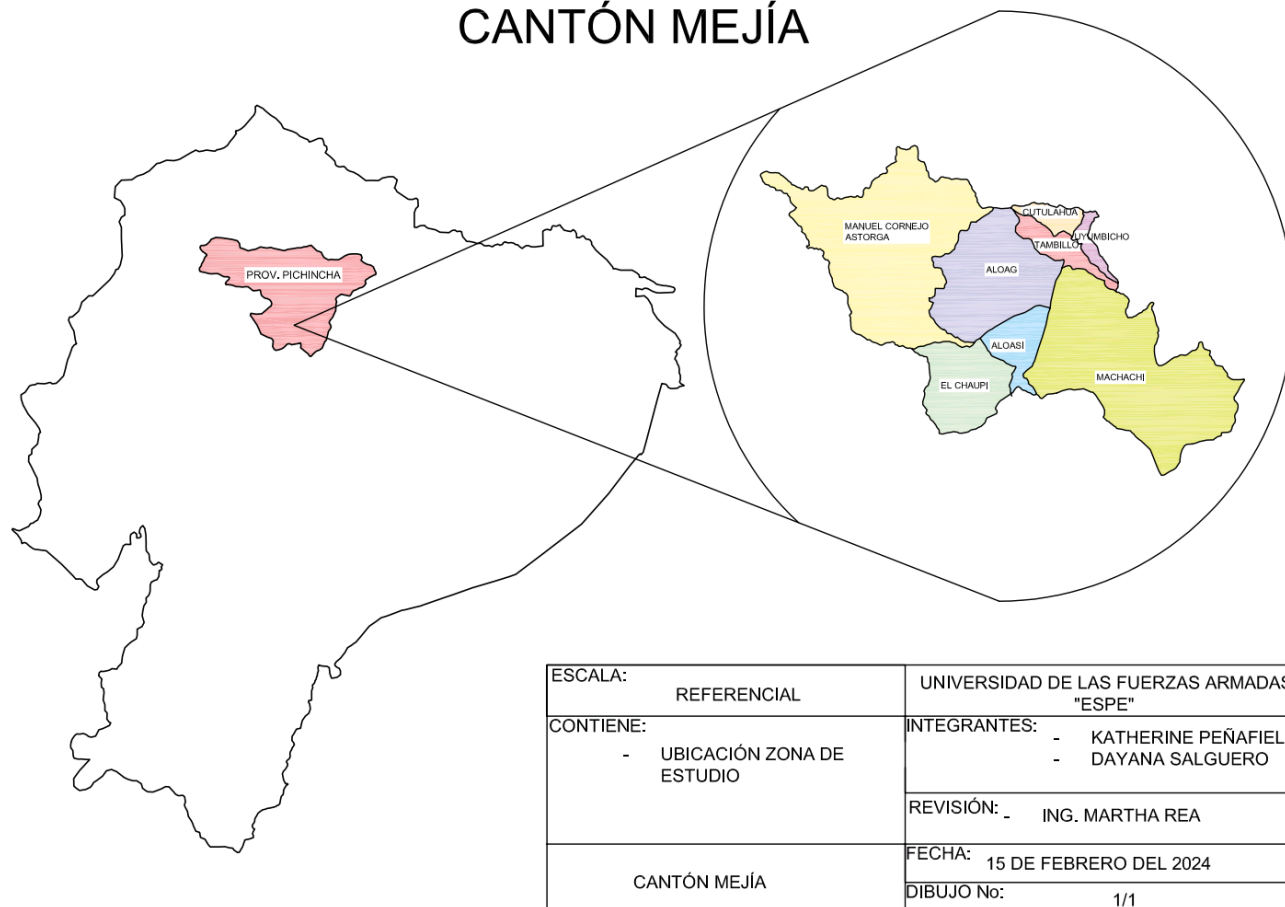 CANTÓN MEJÍA
PROV. PICHINCHA
MANUEL CORNEJO
ASTORGA
CUTULAHUA
UYUMBICHO
TAMBILLO
ALOAG
ALOASI
EL CHAUPI
MACHACHI
ESCALA:
REFERENCIAL
UNIVERSIDAD DE LAS FUERZAS ARMADAS
"ESPE"
CONTIENE:
- UBICACIÓN ZONA DE
ESTUDIO
INTEGRANTES:
- KATHERINE PEÑAFIEL
- DAYANA SALGUERO
REVISIÓN: - ING. MARTHA REA
CANTÓN MEJÍA
FECHA: 15 DE FEBRERO DEL 2024
DIBUJO No: 1/1